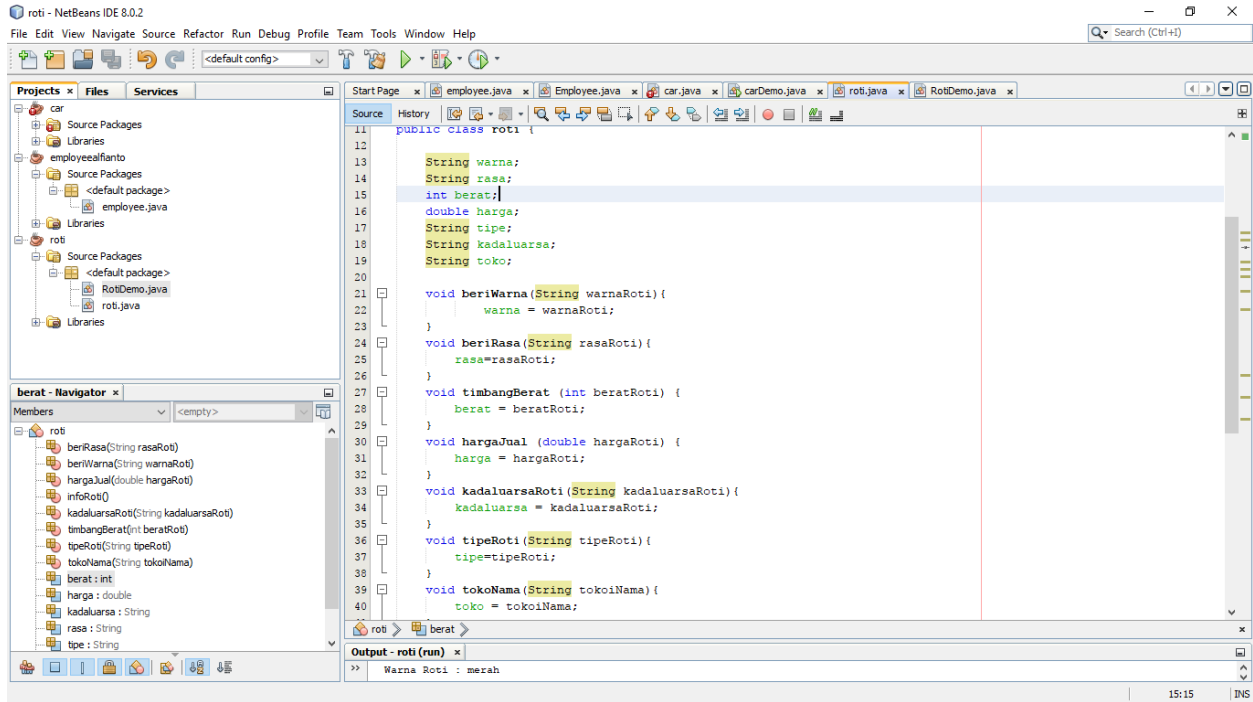 roti - NetBeans IDE 8.0.2
File Edit View Navigate Source Refactor Run Debug Profile Team Tools Window Help
Search (Ctrl+I)
<default config>
Projects × Files Services
car
Source Packages
Libraries
employeealfianto
Source Packages
<default package>
employee.java
Libraries
roti
Source Packages
<default package>
RotiDemo.java
roti.java
Libraries
berat - Navigator ×
Members
<empty>
roti
beriRasa(String rasaRoti)
beriWarna(String warnaRoti)
hargaJual(double hargaRoti)
infoRoti()
kadaluarsaRoti(String kadaluarsaRoti)
timbangBerat(int beratRoti)
tipeRoti(String tipeRoti)
tokoNama(String tokoiNama)
berat : int
harga : double
kadaluarsa : String
rasa : String
tipe : String
Start Page × employee.java × Employee.java × car.java × carDemo.java × roti.java × RotiDemo.java ×
Source History
11 public class roti {
12
13 String warna;
14 String rasa;
15 int berat;
16 double harga;
17 String tipe;
18 String kadaluarsa;
19 String toko;
20
21 void beriWarna(String warnaRoti){
22 warna = warnaRoti;
23 }
24 void beriRasa(String rasaRoti){
25 rasa=rasaRoti;
26 }
27 void timbangBerat (int beratRoti) {
28 berat = beratRoti;
29 }
30 void hargaJual (double hargaRoti) {
31 harga = hargaRoti;
32 }
33 void kadaluarsaRoti(String kadaluarsaRoti){
34 kadaluarsa = kadaluarsaRoti;
35 }
36 void tipeRoti(String tipeRoti){
37 tipe=tipeRoti;
38 }
39 void tokoNama(String tokoiNama){
40 toko = tokoiNama;
roti berat
Output - roti (run) ×
Warna Roti : merah
15:15 INS